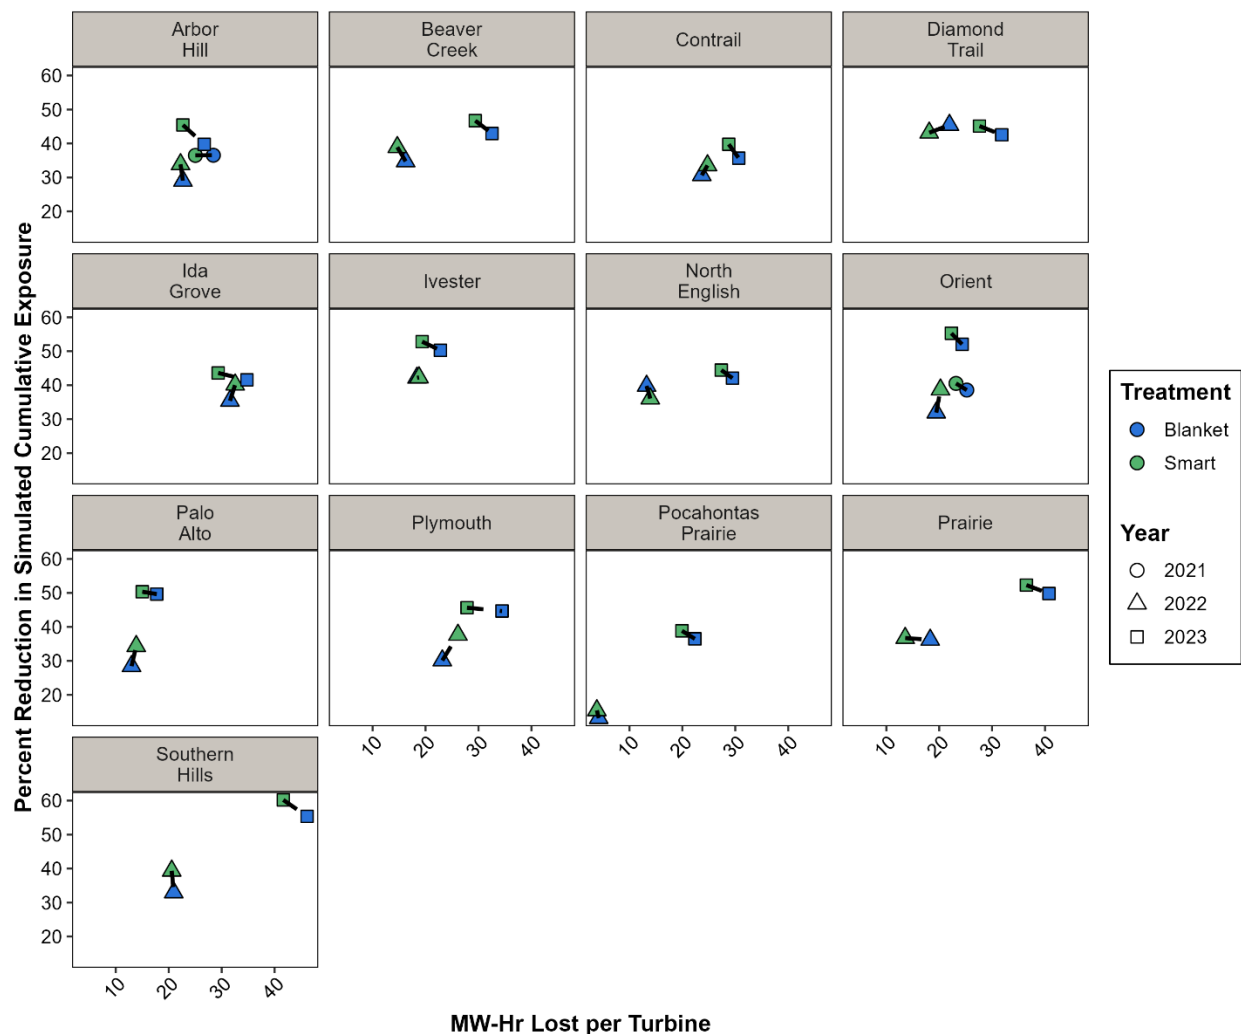 Arbor
Hill
Beaver
Creek
Contrail
Diamond
Trail
60
50
40
30
20
Ida
Grove
Ivester
North
English
Orient
60
50
40
30
20
Palo
Alto
Plymouth
Pocahontas
Prairie
Prairie
60
50
40
30
20
10
20
30
40
10
20
30
40
10
20
30
40
Southern
Hills
60
50
40
30
20
10
20
30
40
Percent Reduction in Simulated Cumulative Exposure
MW-Hr Lost per Turbine
Treatment
Blanket
Smart
Year
2021
2022
2023